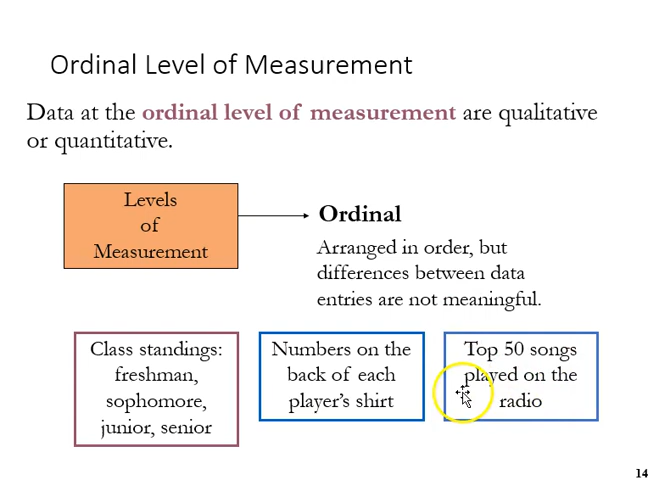 Ordinal Level of Measurement
Data at the ordinal level of measurement are qualitative
or quantitative.
Levels
of
Measurement
Ordinal
Arranged in order, but
differences between data
entries are not meaningful.
Class standings:
freshman,
sophomore,
junior, senior
Numbers on the
back of each
player's shirt
Top 50 songs
played on the
radio
14